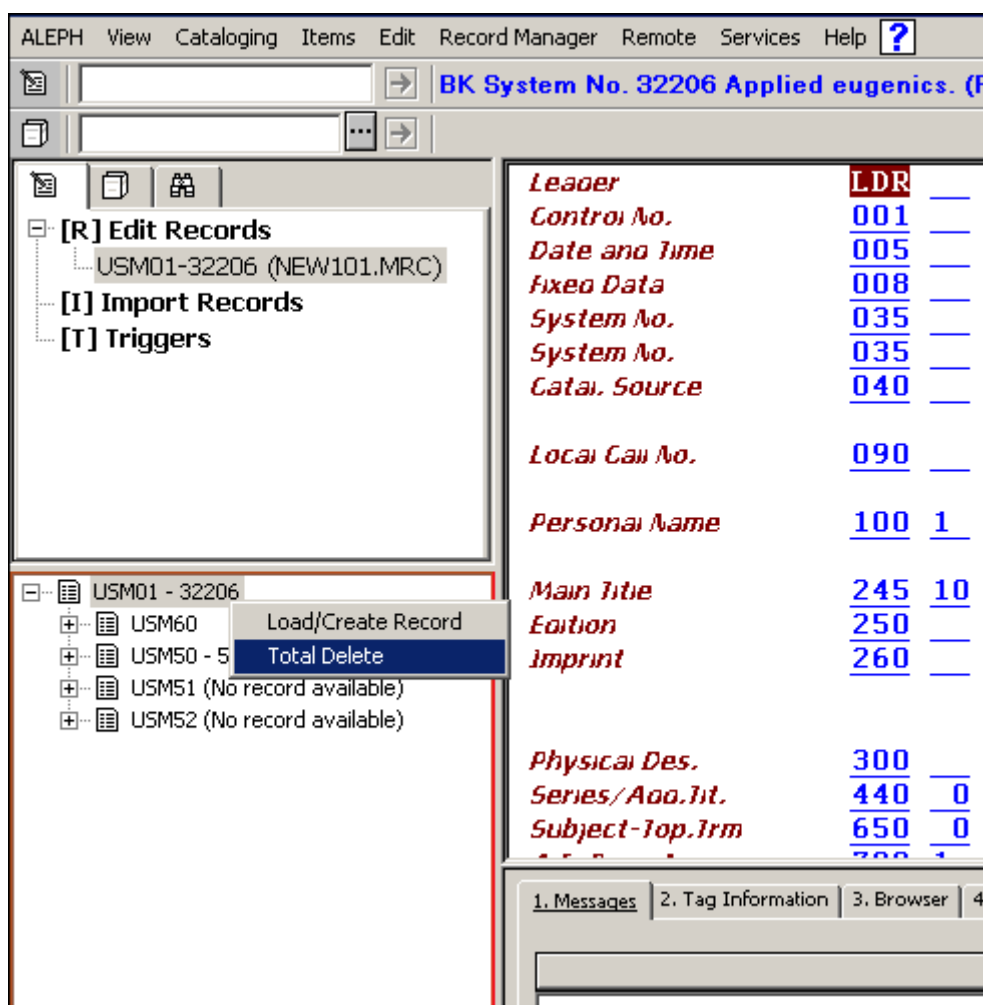 ALEPH View Cataloging Items Edit Record Manager Remote Services Help ?
BK System No. 32206 Applied eugenics. (
...
[R] Edit Records
USM01-32206 (NEW101.MRC)
[I] Import Records
[T] Triggers
USM01 - 32206
USM60
USM50 - 5
USM51 (No record available)
USM52 (No record available)
Load/Create Record
Total Delete
Leader LDR
Control No. 001
Date and Time 005
Fixed Data 008
System No. 035
System No. 035
Catal. Source 040
Local Call No. 090
Personal Name 100 1
Main Title 245 10
Edition 250
Imprint 260
Physical Des. 300
Series/Add.Tit. 440 0
Subject-Top.Trm 650 0
1. Messages 2. Tag Information 3. Browser 4